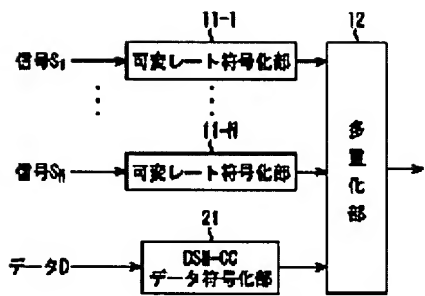 11-1
12
信号S1
可変レート符号化部
11-N
信号SN
可変レート符号化部
多重化部
21
データD
DSM-CC
データ符号化部